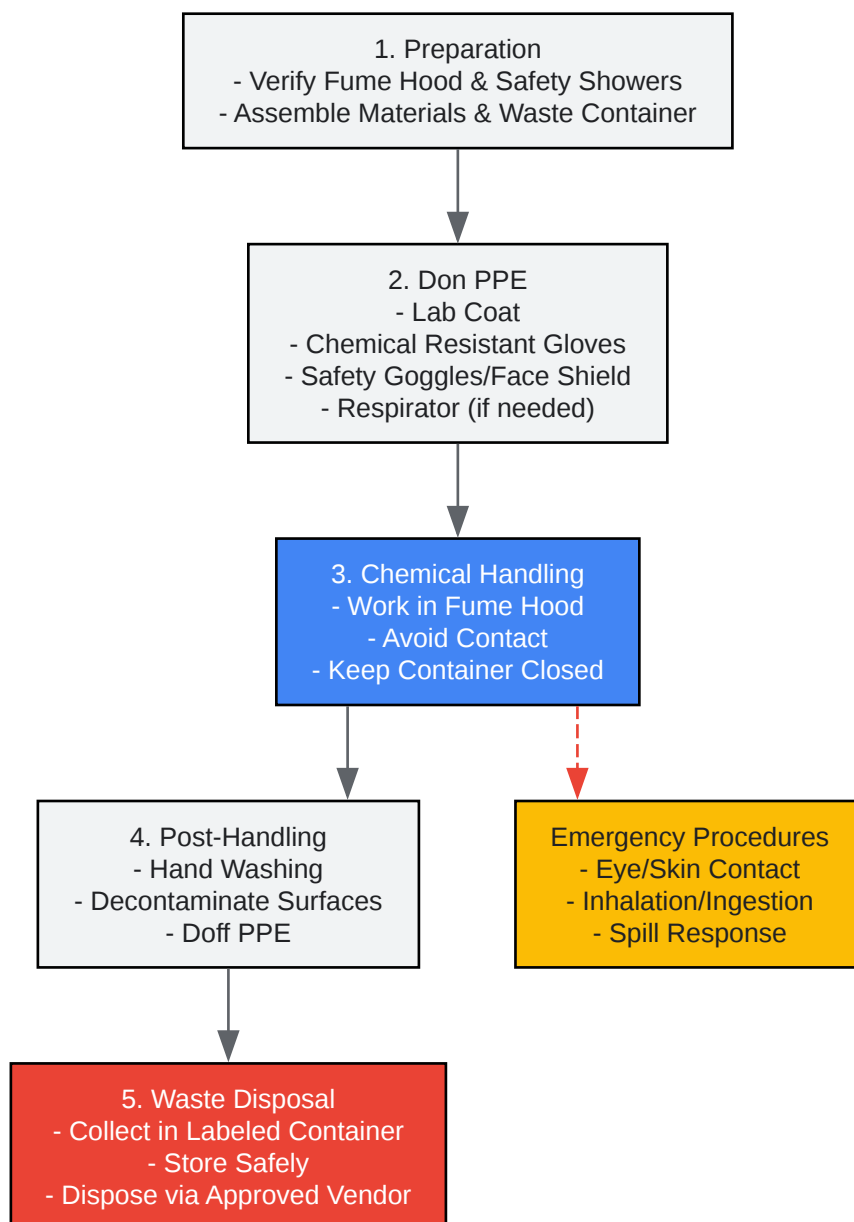 1. Preparation
- Verify Fume Hood & Safety Showers
- Assemble Materials & Waste Container
2. Don PPE
- Lab Coat
- Chemical Resistant Gloves
- Safety Goggles/Face Shield
- Respirator (if needed)
3. Chemical Handling
- Work in Fume Hood
- Avoid Contact
- Keep Container Closed
4. Post-Handling
- Hand Washing
- Decontaminate Surfaces
- Doff PPE
Emergency Procedures
- Eye/Skin Contact
- Inhalation/Ingestion
- Spill Response
5. Waste Disposal
- Collect in Labeled Container
- Store Safely
- Dispose via Approved Vendor